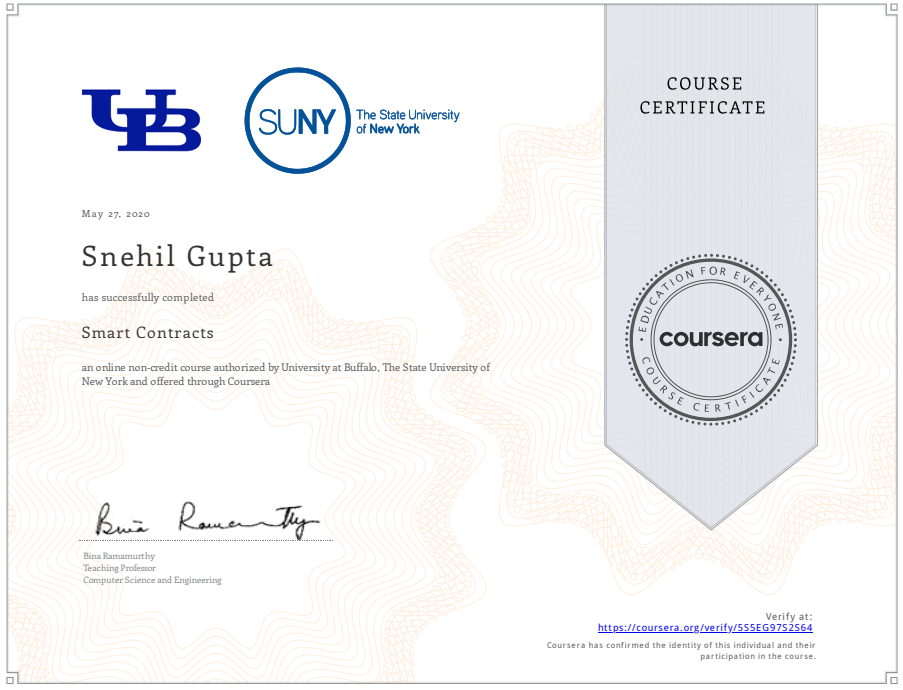 UB
SUNY
The State University
of New York
COURSE
CERTIFICATE
May 27, 2020
Snehil Gupta
has successfully completed
Smart Contracts
an online non-credit course authorized by University at Buffalo, The State University of
New York and offered through Coursera
EDUCATION FOR EVERYONE
coursera
COURSE CERTIFICATE
Bina Ramamurthy
Bina Ramamurthy
Teaching Professor
Computer Science and Engineering
Verify at:
https://coursera.org/verify/5S5EG97S2S64
Coursera has confirmed the identity of this individual and their
participation in the course.